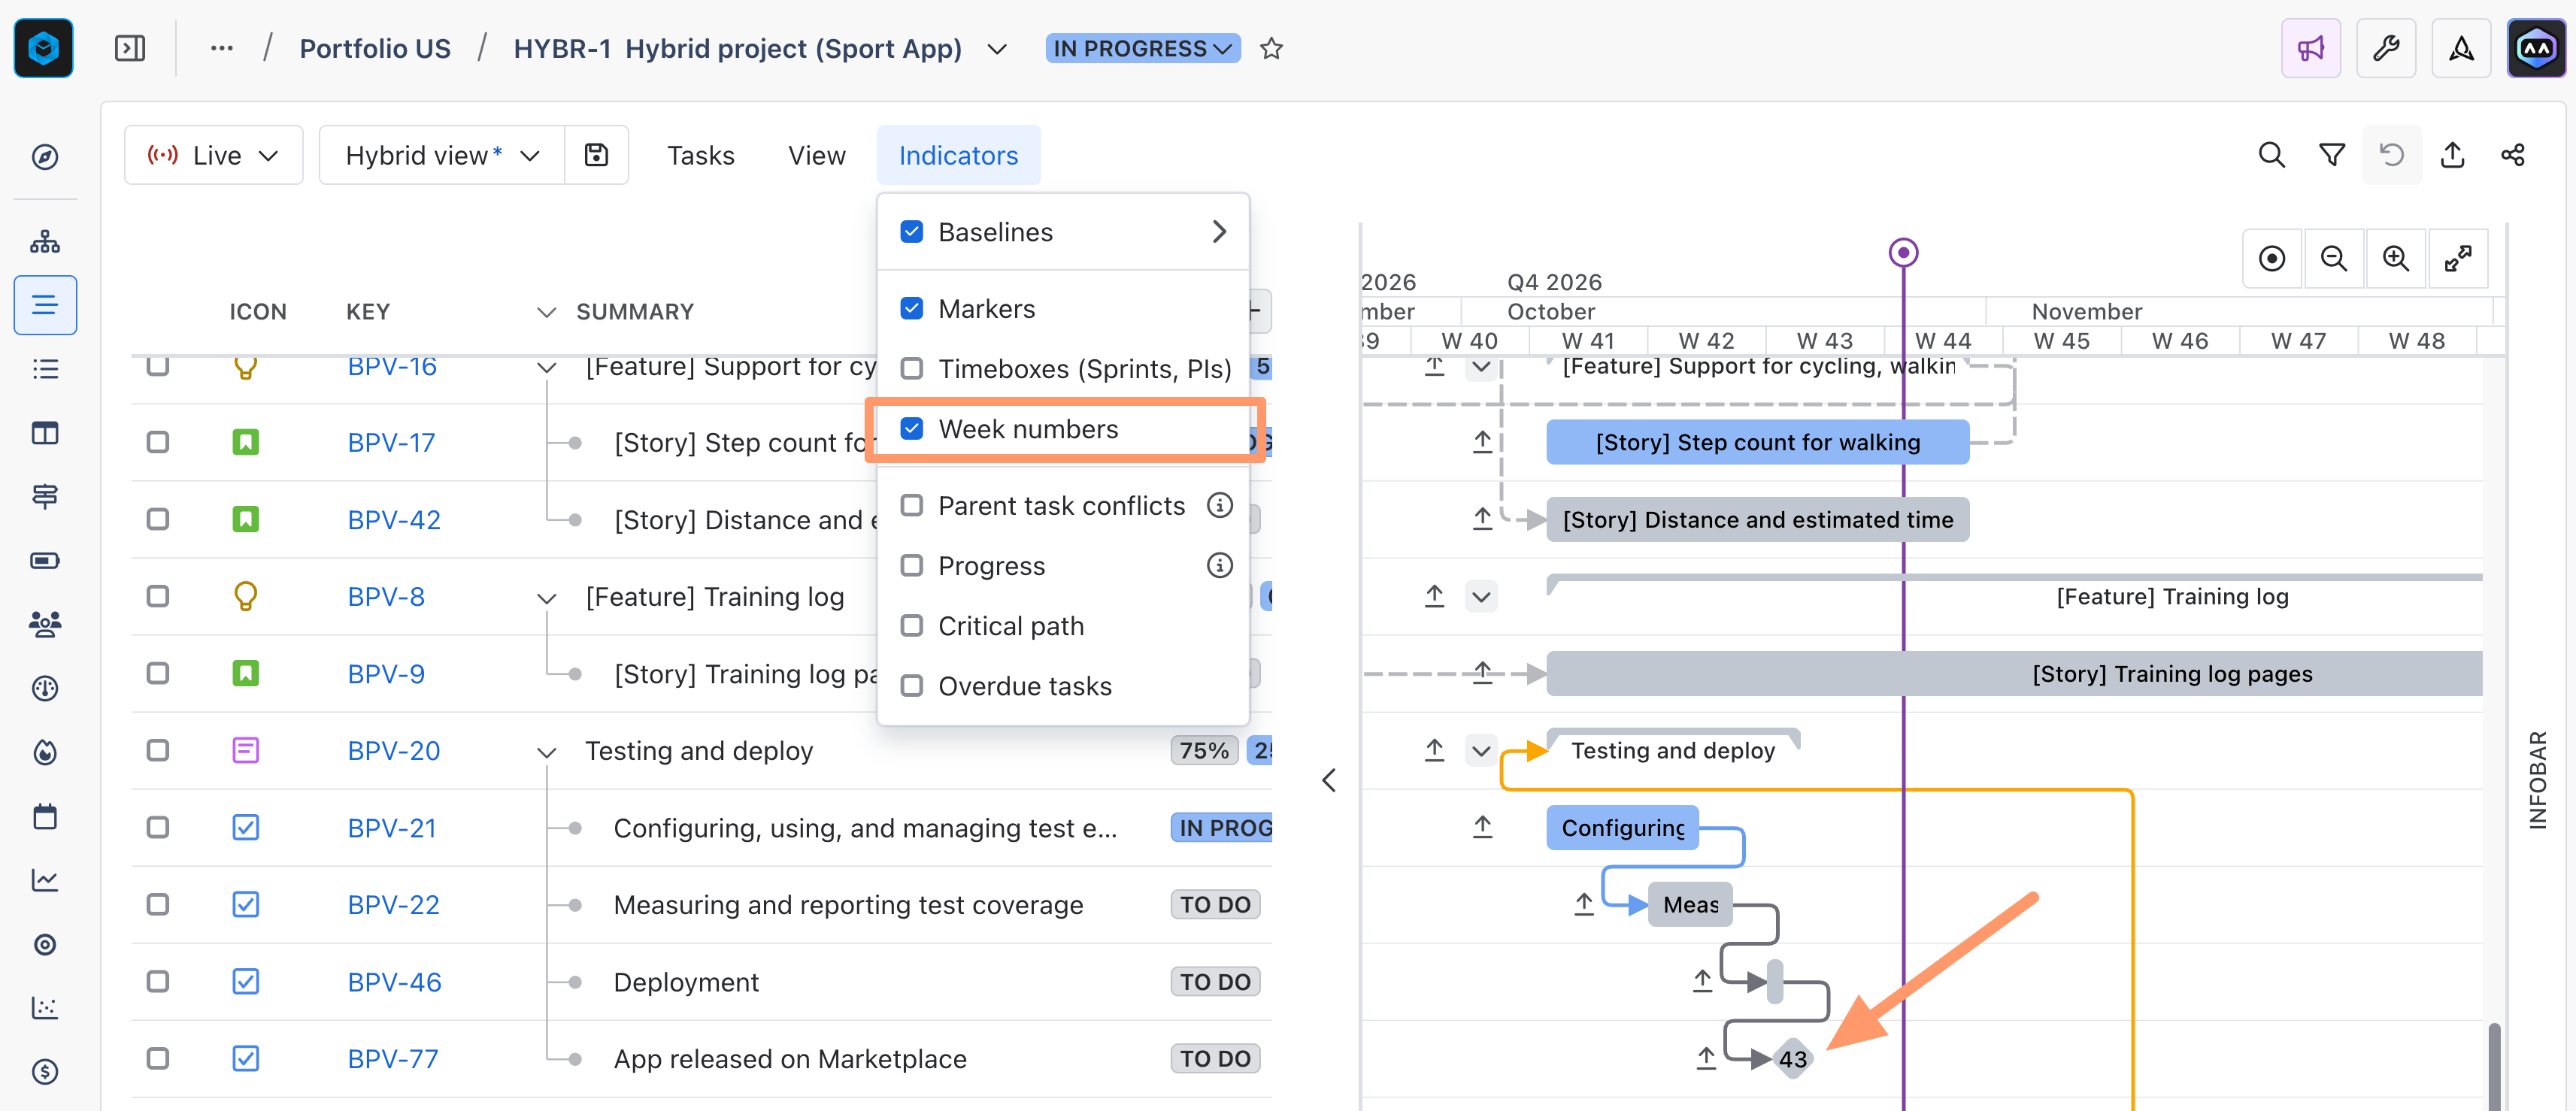 ... / Portfolio US / HYBR-1 Hybrid project (Sport App) IN PROGRESS
Live Hybrid view* Tasks View Indicators
Baselines
Markers
Timeboxes (Sprints, PIs)
Week numbers
Parent task conflicts
Progress
Critical path
Overdue tasks
ICON KEY SUMMARY
2026 Q4 2026
mber October November
39 W 40 W 41 W 42 W 43 W 44 W 45 W 46 W 47 W 48
BPV-16 [Feature] Support for cy 5 [Feature] Support for cycling, walkin
BPV-17 [Story] Step count for [Story] Step count for walking
BPV-42 [Story] Distance and e [Story] Distance and estimated time
BPV-8 [Feature] Training log [Feature] Training log
BPV-9 [Story] Training log pa [Story] Training log pages
BPV-20 Testing and deploy 75% 25 Testing and deploy
BPV-21 Configuring, using, and managing test e... IN PROG Configuring
BPV-22 Measuring and reporting test coverage TO DO Meas
BPV-46 Deployment TO DO
BPV-77 App released on Marketplace TO DO 43
INFOBAR